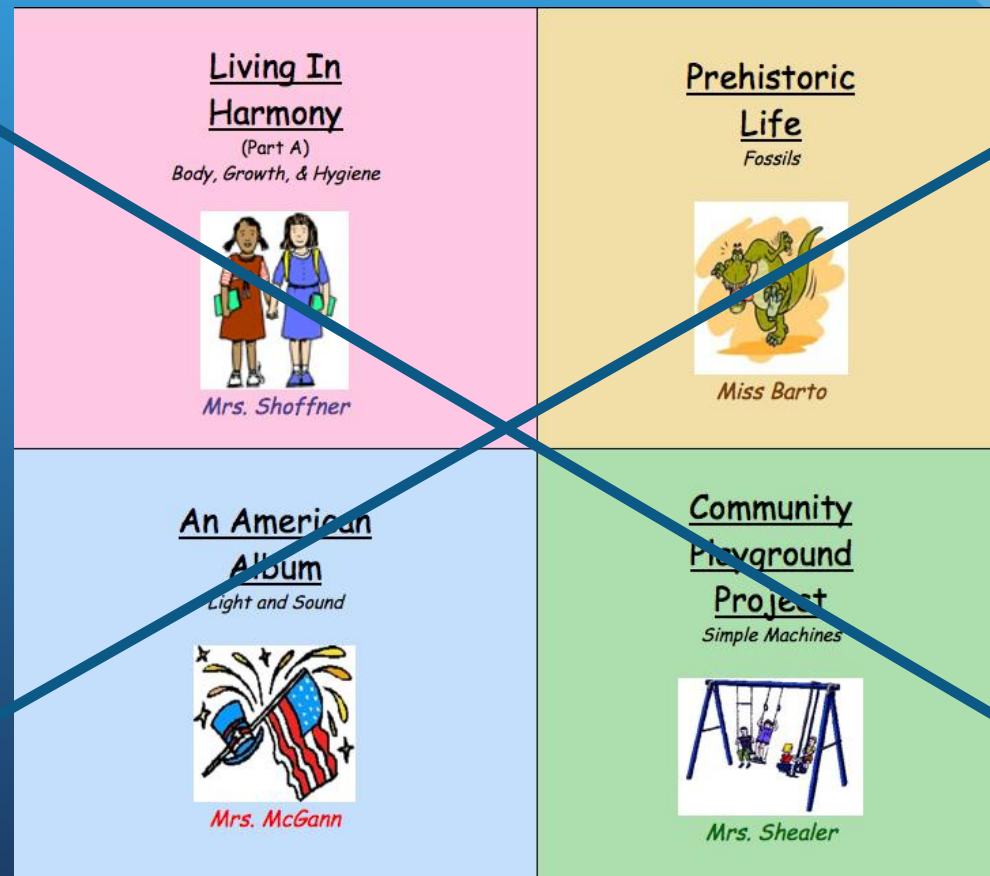 Living In
Harmony
(Part A)
Body, Growth, & Hygiene
Mrs. Shoffner
Prehistoric
Life
Fossils
Miss Barto
An American
Album
Light and Sound
Mrs. McGann
Community
Playground
Project
Simple Machines
Mrs. Shealer